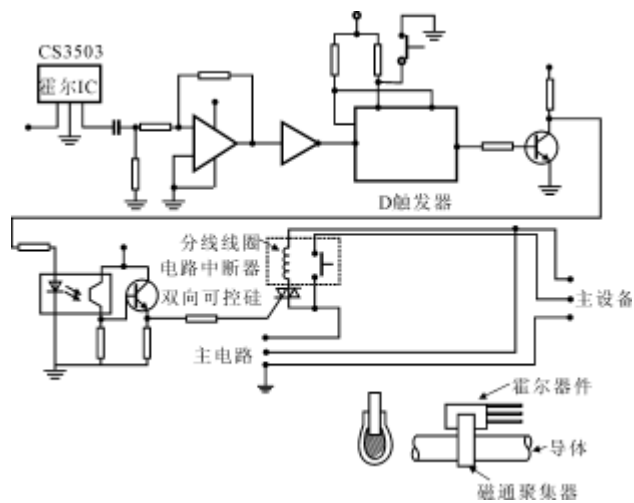 CS3503
霍尔IC
D触发器
分线线圈
电路中断器
双向可控硅
主设备
主电路
霍尔器件
导体
磁通聚集器